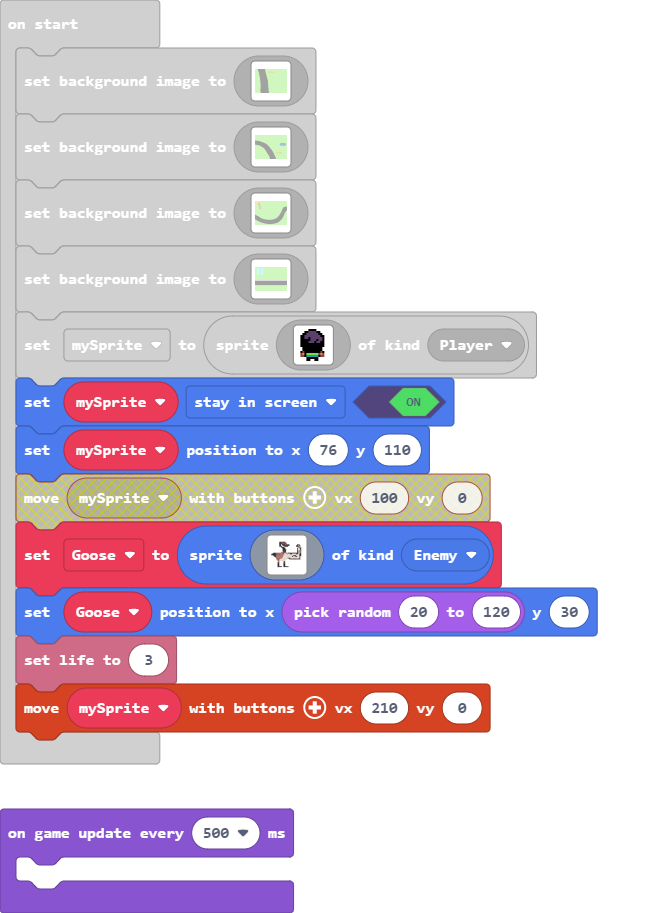 on start
set background image to
set background image to
set background image to
set background image to
set mySprite to sprite of kind Player
set mySprite stay in screen ON
set mySprite position to x 76 y 110
move mySprite with buttons vx 100 vy 0
set Goose to sprite of kind Enemy
set Goose position to x pick random 20 to 120 y 30
set life to 3
move mySprite with buttons vx 210 vy 0
on game update every 500 ms